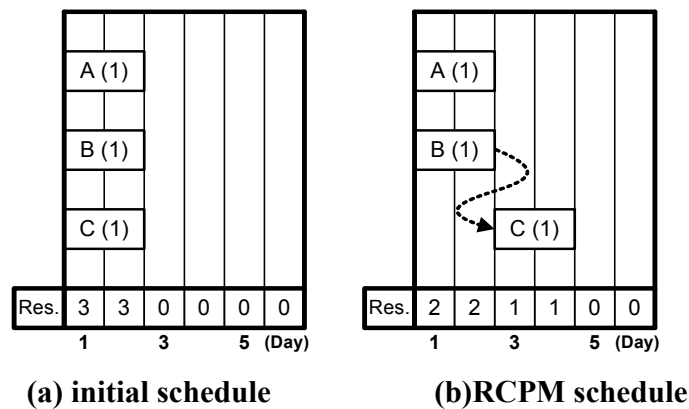 A (1)
B (1)
C (1)
Res. 3 3 0 0 0 0
1 3 5 (Day)
(a) initial schedule
A (1)
B (1)
C (1)
Res. 2 2 1 1 0 0
1 3 5 (Day)
(b)RCPM schedule